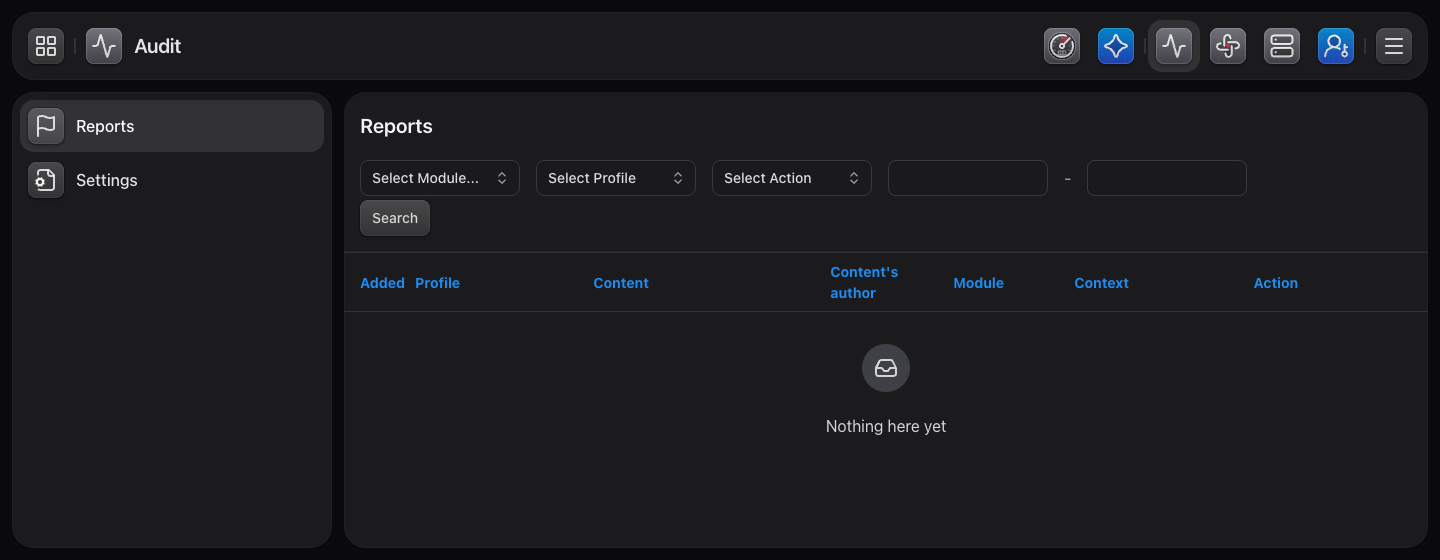 Audit
Reports
Settings
Reports
Select Module...
Select Profile
Select Action
-
Search
Added
Profile
Content
Content's
author
Module
Context
Action
Nothing here yet